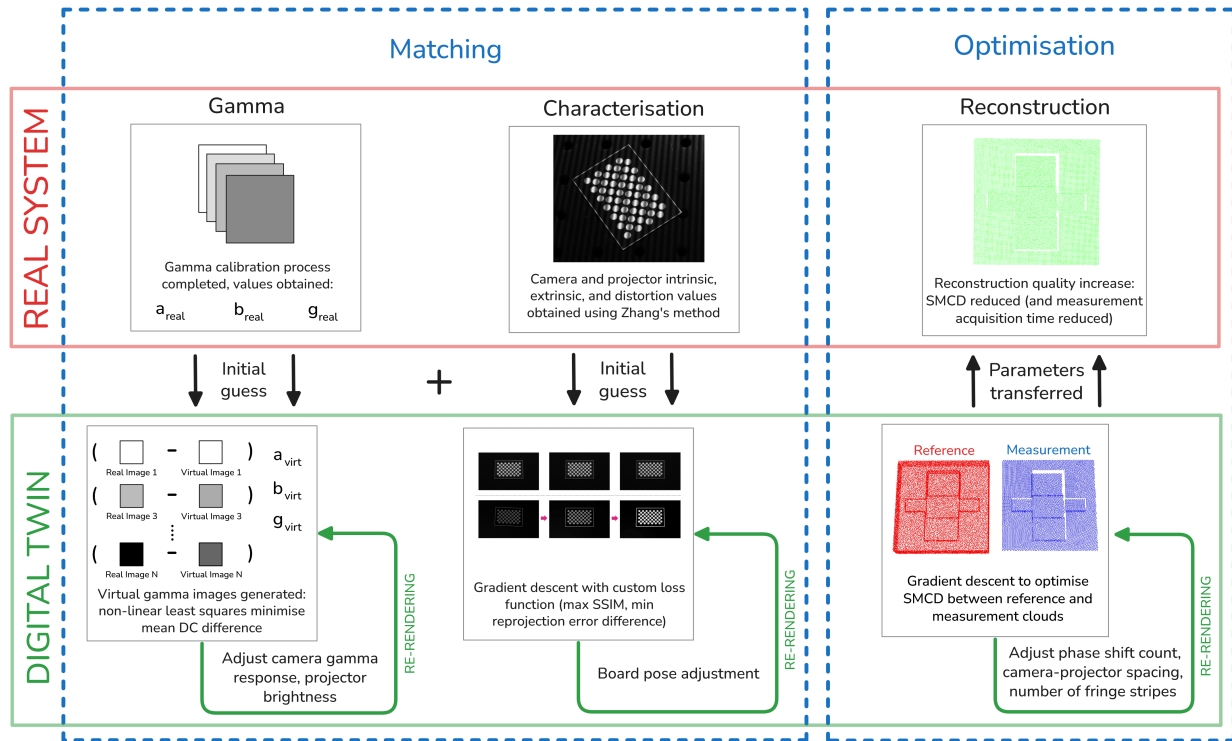 Matching
Optimisation
REAL SYSTEM
Gamma
Characterisation
Reconstruction
Gamma calibration process
completed, values obtained:
a real
b real
g real
Camera and projector intrinsic,
extrinsic, and distortion values
obtained using Zhang's method
Reconstruction quality increase:
SMCD reduced (and measurement
acquisition time reduced)
Initial
guess
+
Initial
guess
Parameters
transferred
DIGITAL TWIN
( - )
Real Image 1
Virtual Image 1
a virt
( - )
Real Image 3
Virtual Image 3
b virt
g virt
( - )
Real Image N
Virtual Image N
Virtual gamma images generated:
non-linear least squares minimise
mean DC difference
Adjust camera gamma
response, projector
brightness
RE-RENDERING
Gradient descent with custom loss
function (max SSIM, min
reprojection error difference)
Board pose adjustment
RE-RENDERING
Reference
Measurement
Gradient descent to optimise
SMCD between reference and
measurement clouds
Adjust phase shift count,
camera-projector spacing,
number of fringe stripes
RE-RENDERING